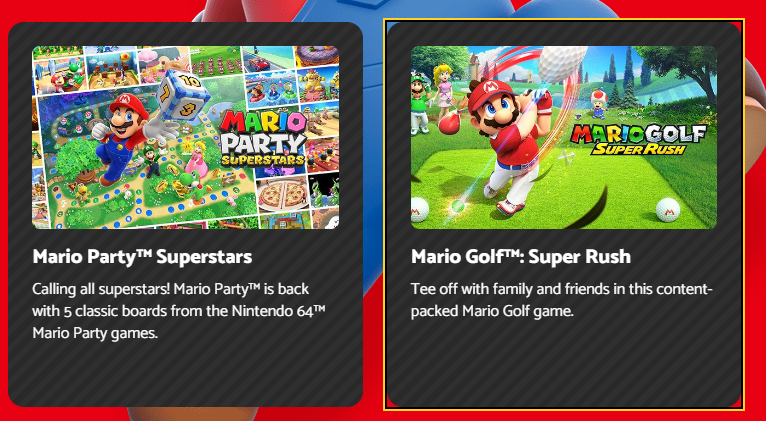 MARIO
PARTY
SUPERSTARS
Mario Party™ Superstars
Calling all superstars! Mario Party™ is back
with 5 classic boards from the Nintendo 64™
Mario Party games.
MARIO GOLF
SUPER RUSH
Mario Golf™: Super Rush
Tee off with family and friends in this content-
packed Mario Golf game.